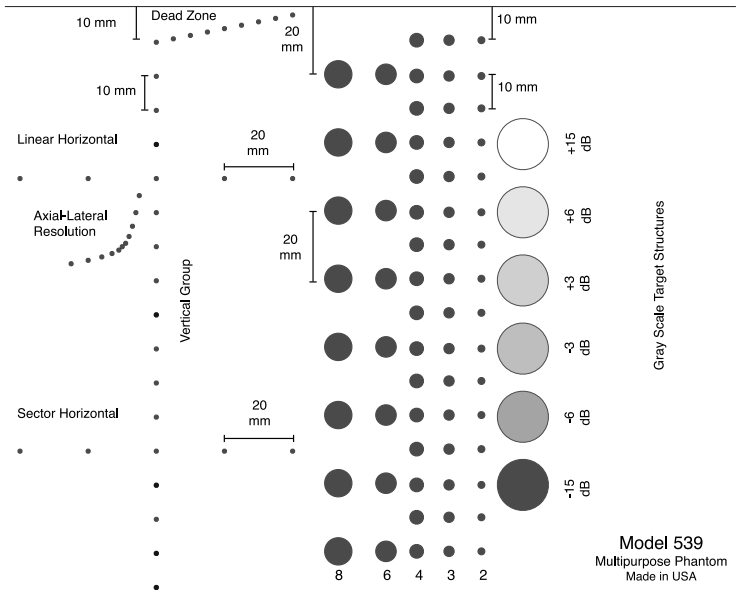 Dead Zone
10 mm
20
mm
10 mm
10 mm
10 mm
Linear Horizontal
20
mm
+15
dB
Axial-Lateral
Resolution
+6
dB
20
mm
Vertical Group
+3
dB
Gray Scale Target Structures
-3
dB
Sector Horizontal
20
mm
-6
dB
-15
dB
Model 539
Multipurpose Phantom
Made in USA
8 6 4 3 2